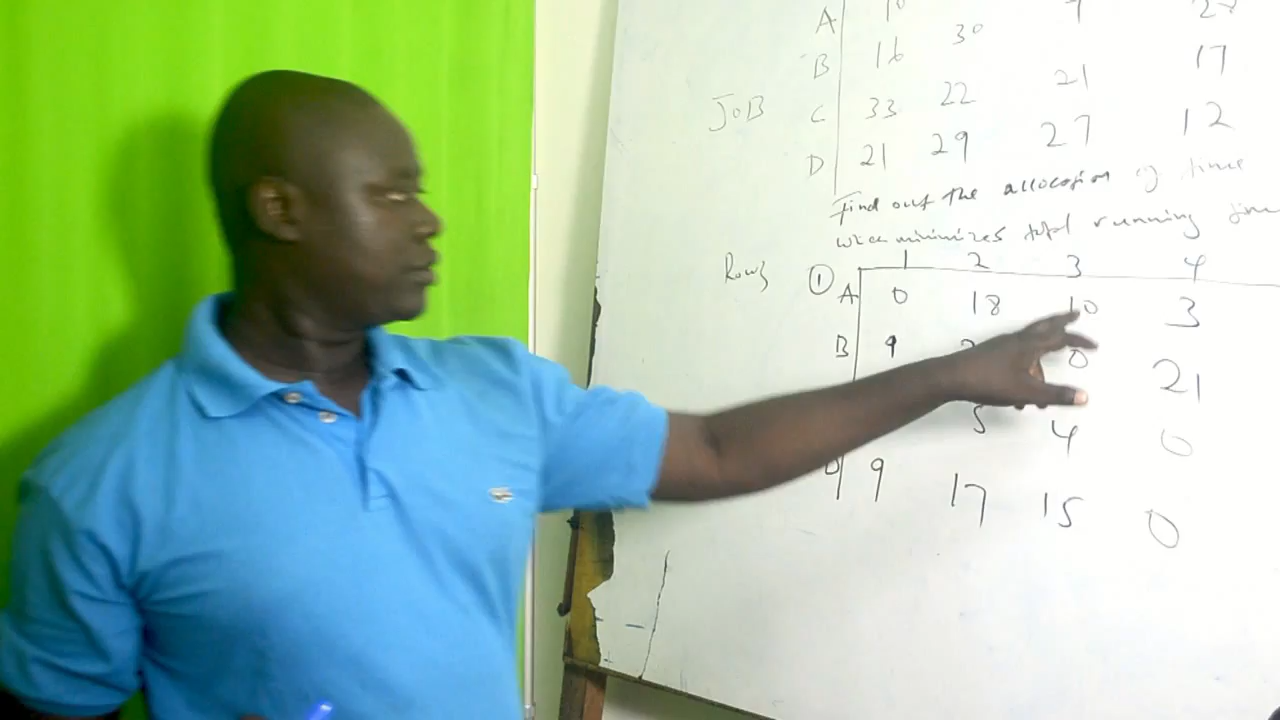 A 10
B 16 30 21 17
JOB C 33 22 27 12
D 21 29
Find out the allocation of time
wich minimizes total running time
Rows ① 1 2 3 4
A 0 18 10 3
B 9 0 21
5 4 0
D 9 17 15 0